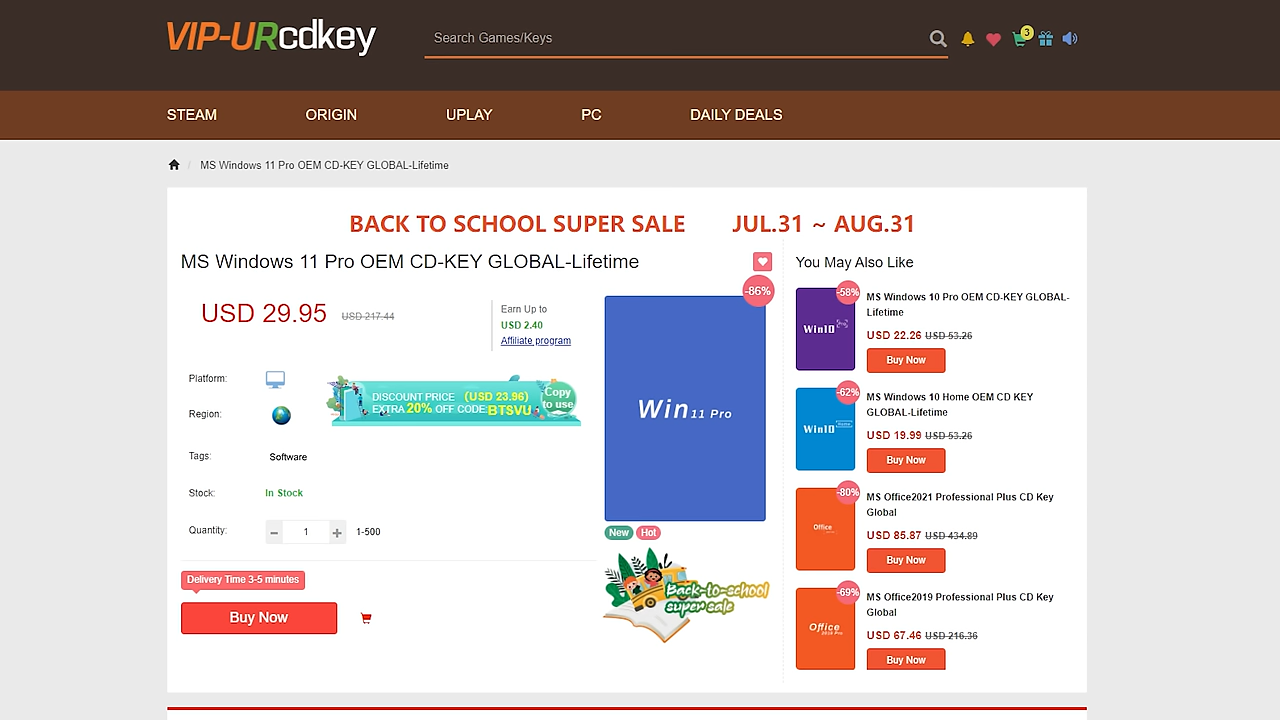 VIP-URcdkey
Search Games/Keys
3
STEAM ORIGIN UPLAY PC DAILY DEALS
/ MS Windows 11 Pro OEM CD-KEY GLOBAL-Lifetime
BACK TO SCHOOL SUPER SALE JUL.31 ~ AUG.31
MS Windows 11 Pro OEM CD-KEY GLOBAL-Lifetime
USD 29.95 USD 217.44
Earn Up to
USD 2.40
Affiliate program
Platform:
Region:
DISCOUNT PRICE (USD 23.96)
EXTRA 20% OFF CODE:BTSVU
Copy
to use
Tags: Software
Stock: In Stock
Quantity: − 1 + 1-500
Delivery Time 3-5 minutes
Buy Now
-86%
Win 11 Pro
New Hot
Back-to-school
super sale
You May Also Like
-58%
Win10
MS Windows 10 Pro OEM CD-KEY GLOBAL-
Lifetime
USD 22.26 USD 53.26
Buy Now
-62%
Win10 Home
MS Windows 10 Home OEM CD KEY
GLOBAL-Lifetime
USD 19.99 USD 53.26
Buy Now
-80%
Office
MS Office2021 Professional Plus CD Key
Global
USD 85.87 USD 434.89
Buy Now
-69%
Office
2019 Pro
MS Office2019 Professional Plus CD Key
Global
USD 67.46 USD 216.36
Buy Now